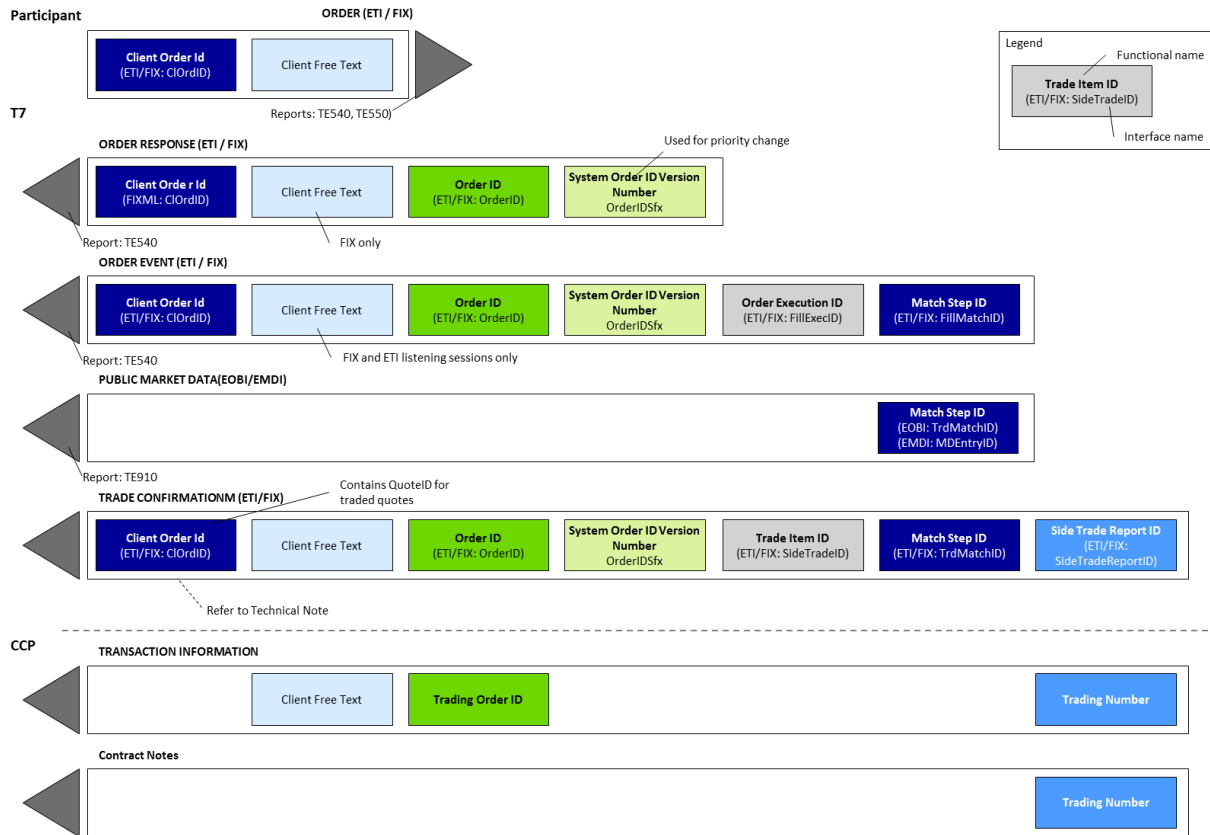 Participant
ORDER (ETI / FIX)
Client Order Id
(ETI/FIX: ClOrdID)
Client Free Text
Reports: TE540, TE550)
Legend
Functional name
Trade Item ID
(ETI/FIX: SideTradeID)
Interface name
T7
ORDER RESPONSE (ETI / FIX)
Used for priority change
Client Orde r Id
(FIXML: ClOrdID)
Client Free Text
Order ID
(ETI/FIX: OrderID)
System Order ID Version
Number
OrderIDSfx
Report: TE540
FIX only
ORDER EVENT (ETI / FIX)
Client Order Id
(ETI/FIX: ClOrdID)
Client Free Text
Order ID
(ETI/FIX: OrderID)
System Order ID Version
Number
OrderIDSfx
Order Execution ID
(ETI/FIX: FillExecID)
Match Step ID
(ETI/FIX: FillMatchID)
Report: TE540
FIX and ETI listening sessions only
PUBLIC MARKET DATA(EOBI/EMDI)
Match Step ID
(EOBI: TrdMatchID)
(EMDI: MDEntryID)
Report: TE910
Contains QuoteID for
traded quotes
TRADE CONFIRMATIONM (ETI/FIX)
Client Order Id
(ETI/FIX: ClOrdID)
Client Free Text
Order ID
(ETI/FIX: OrderID)
System Order ID Version
Number
OrderIDSfx
Trade Item ID
(ETI/FIX: SideTradeID)
Match Step ID
(ETI/FIX: TrdMatchID)
Side Trade Report ID
(ETI/FIX:
SideTradeReportID)
Refer to Technical Note
CCP
TRANSACTION INFORMATION
Client Free Text
Trading Order ID
Trading Number
Contract Notes
Trading Number